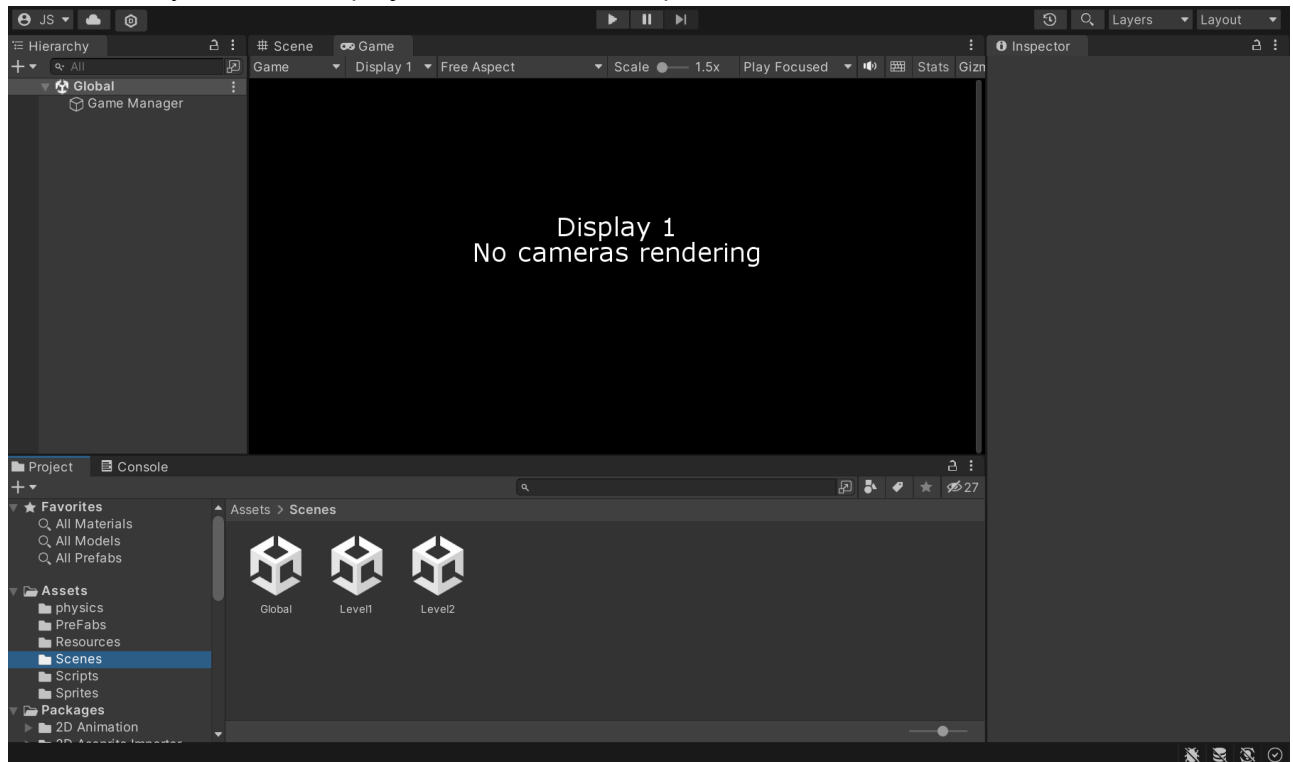 JS
Layers
Layout
Hierarchy
Scene
Game
Inspector
All
Game
Display 1
Free Aspect
Scale
1.5x
Play Focused
Stats
Gizn
Global
Game Manager
Display 1
No cameras rendering
Project
Console
27
Favorites
All Materials
All Models
All Prefabs
Assets > Scenes
Global
Level1
Level2
Assets
physics
PreFabs
Resources
Scenes
Scripts
Sprites
Packages
2D Animation